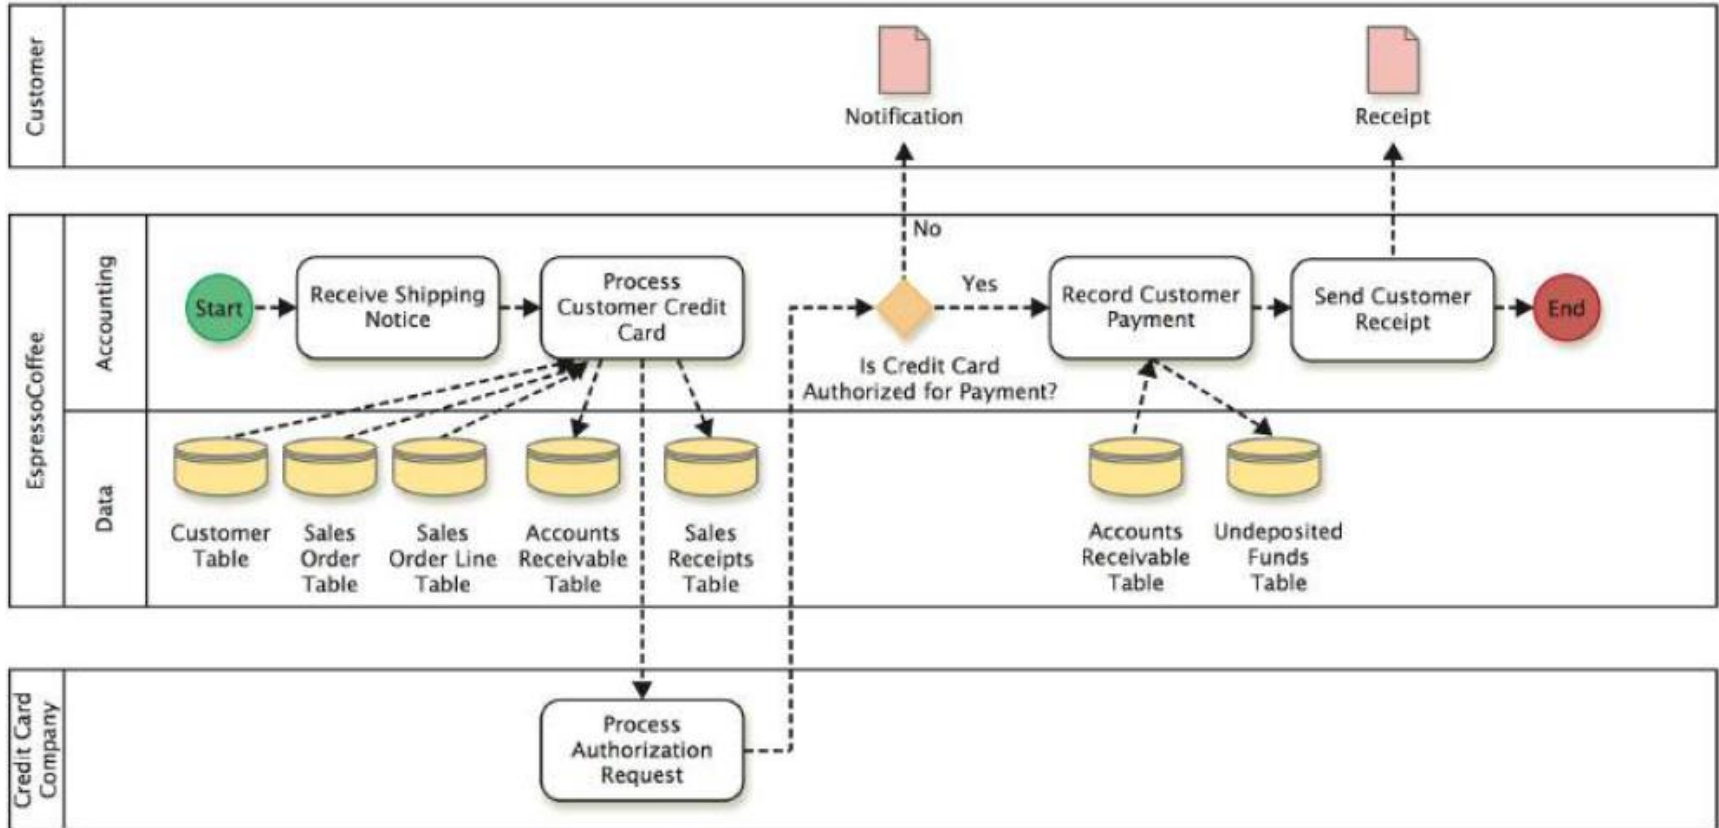 Customer
Notification
Receipt
EspressoCoffee
Accounting
Start
Receive Shipping
Notice
Process
Customer Credit
Card
No
Yes
Is Credit Card
Authorized for Payment?
Record Customer
Payment
Send Customer
Receipt
End
Data
Customer
Table
Sales
Order
Table
Sales
Order Line
Table
Accounts
Receivable
Table
Sales
Receipts
Table
Accounts
Receivable
Table
Undeposited
Funds
Table
Credit Card
Company
Process
Authorization
Request